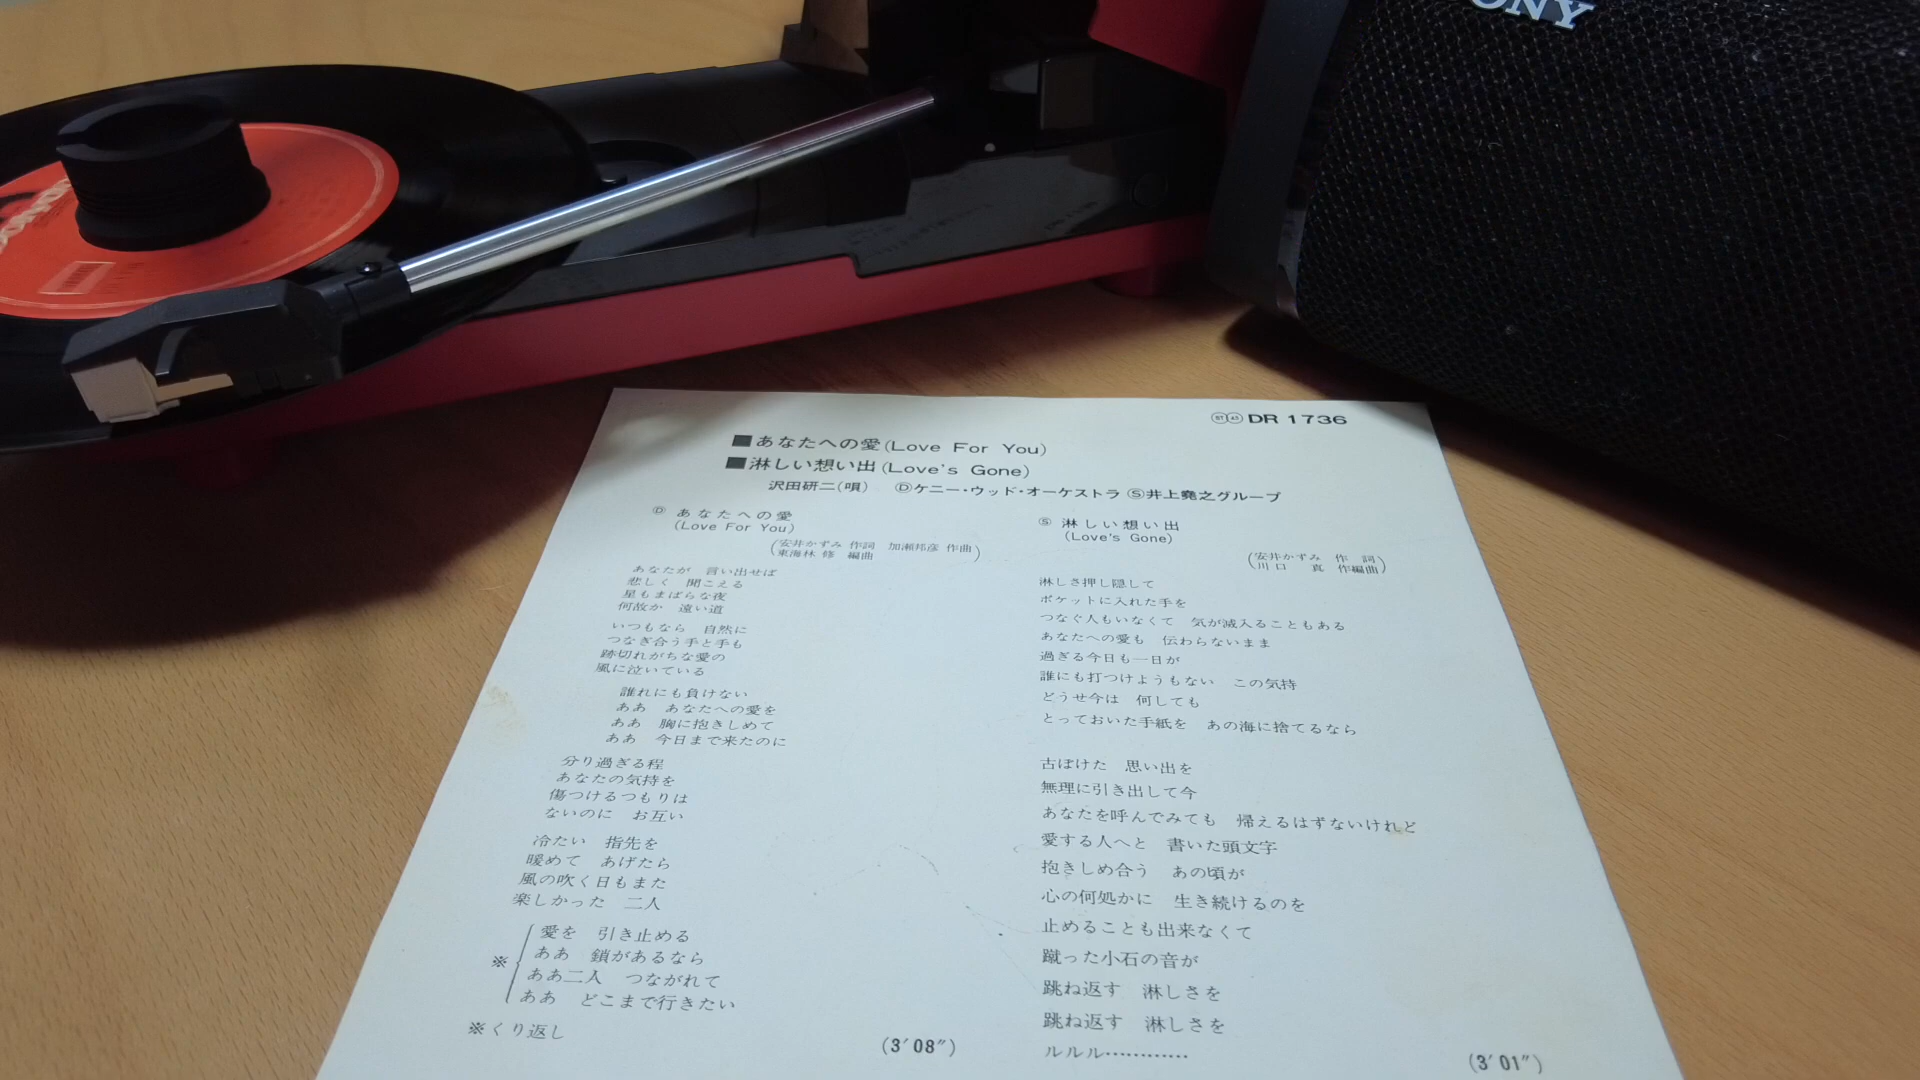 ONY
DR 1736
■あなたへの愛(Love For You)
■淋しい想い出(Love's Gone)
沢田研二(唄) Ⓓケニー・ウッド・オーケストラ Ⓢ井上堯之グループ
Ⓓ あなたへの愛
(Love For You)
(安井かずみ 作詞 加瀬邦彦 作曲
東海林 修 編曲)
あなたが 言い出せば
悲しく 聞こえる
星もまばらな夜
何故か 遠い道
いつもなら 自然に
つなぎ合う手と手も
跡切れがちな愛の
風に泣いている
誰れにも負けない
ああ あなたへの愛を
ああ 胸に抱きしめて
ああ 今日まで来たのに
分り過ぎる程
あなたの気持を
傷つけるつもりは
ないのに お互い
冷たい 指先を
暖めて あげたら
風の吹く日もまた
楽しかった 二人
※
愛を 引き止める
ああ 鎖があるなら
ああ二人 つながれて
ああ どこまで行きたい
※くり返し
(3′08″)
Ⓢ 淋しい想い出
(Love's Gone)
(安井かずみ 作 詞
川口 真 作編曲)
淋しさ押し隠して
ポケットに入れた手を
つなぐ人もいなくて 気が滅入ることもある
あなたへの愛も 伝わらないまま
過ぎる今日も一日が
誰にも打つけようもない この気持
どうせ今は 何しても
とっておいた手紙を あの海に捨てるなら
古ぼけた 思い出を
無理に引き出して今
あなたを呼んでみても 帰えるはずないけれど
愛する人へと 書いた頭文字
抱きしめ合う あの頃が
心の何処かに 生き続けるのを
止めることも出来なくて
蹴った小石の音が
跳ね返す 淋しさを
跳ね返す 淋しさを
ルルル…………
(3′01″)